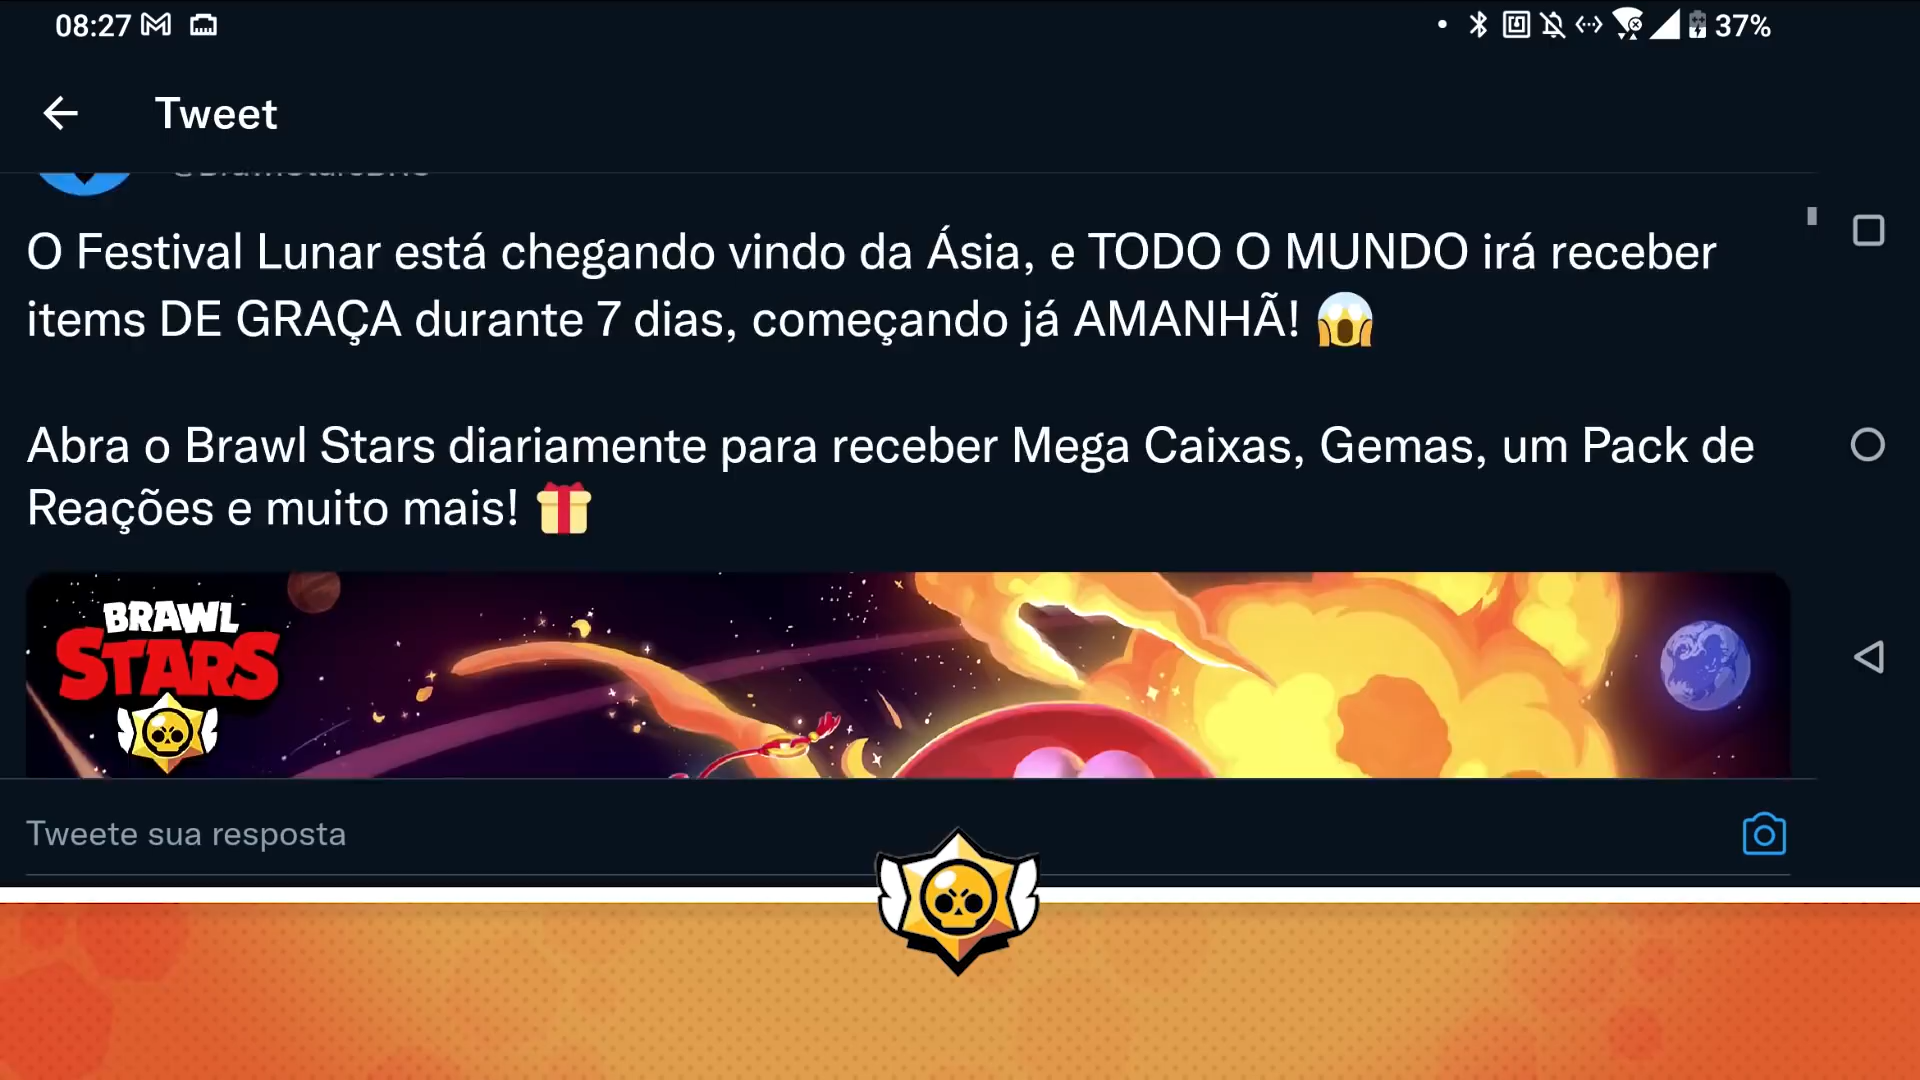 08:27
37%
Tweet
O Festival Lunar está chegando vindo da Ásia, e TODO O MUNDO irá receber
items DE GRAÇA durante 7 dias, começando já AMANHÃ! 😱
Abra o Brawl Stars diariamente para receber Mega Caixas, Gemas, um Pack de
Reações e muito mais! 🎁
BRAWL
STARS
Tweete sua resposta